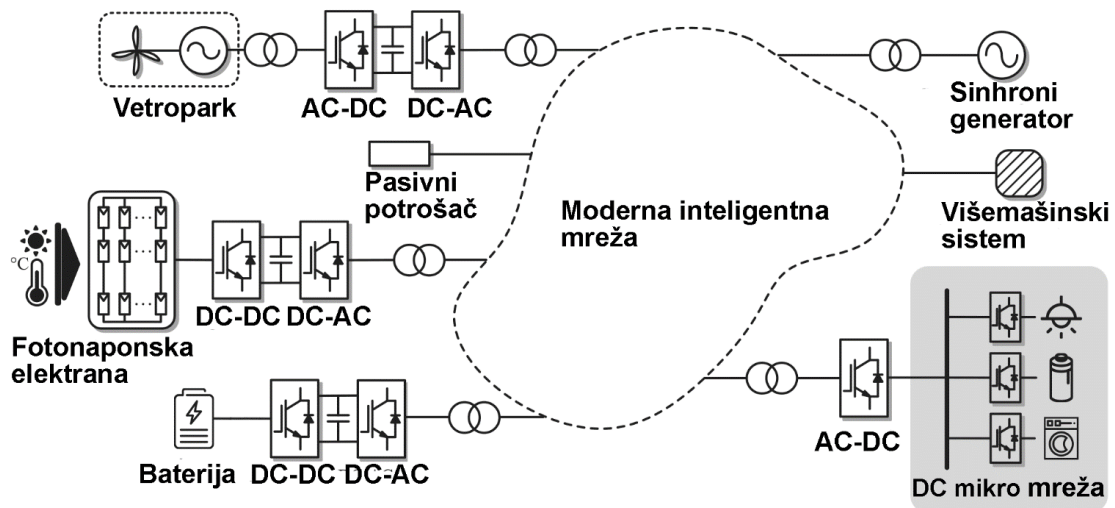 Vetropark
AC-DC
DC-AC
Sinhroni
generator
Pasivni
potrošač
Moderna inteligentna
mreža
Višemašinski
sistem
°C
DC-DC
DC-AC
Fotonaponska
elektrana
AC-DC
Baterija
DC-DC
DC-AC
DC mikro mreža